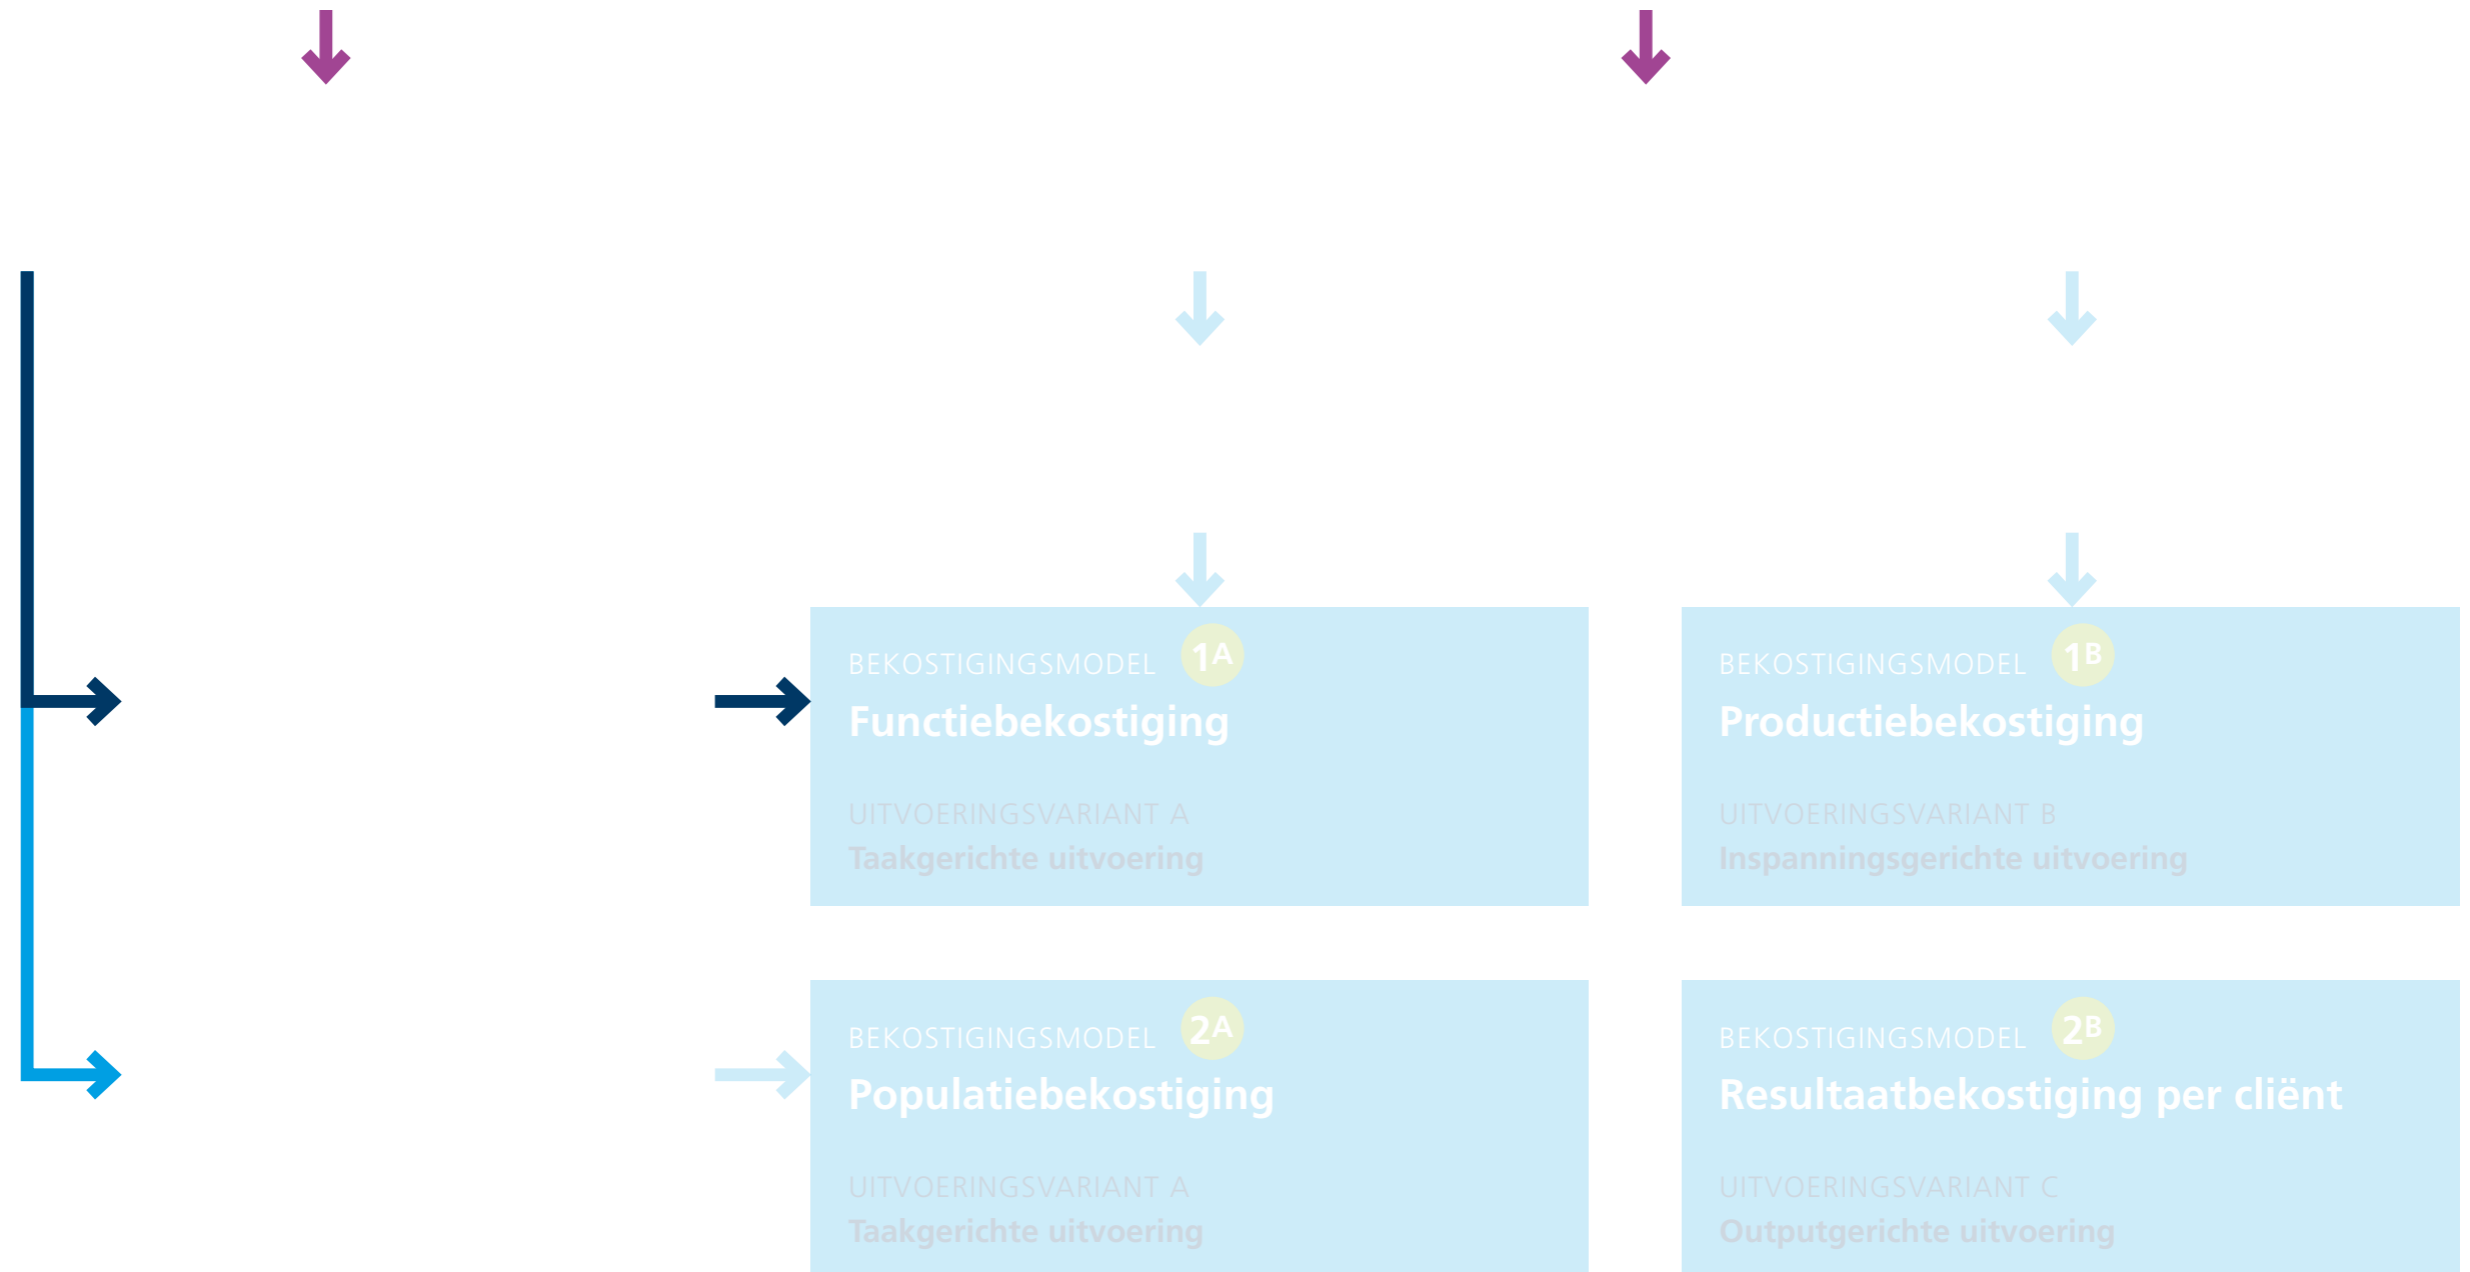 BEKOSTIGINGSMODEL 1A
Functiebekostiging
UITVOERINGSVARIANT A
Taakgerichte uitvoering
BEKOSTIGINGSMODEL 1B
Productiebekostiging
UITVOERINGSVARIANT B
Inspanningsgerichte uitvoering
BEKOSTIGINGSMODEL 2A
Populatiebekostiging
UITVOERINGSVARIANT A
Taakgerichte uitvoering
BEKOSTIGINGSMODEL 2B
Resultaatbekostiging per cliënt
UITVOERINGSVARIANT C
Outputgerichte uitvoering